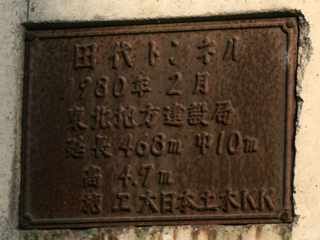 田代トンネル
1980年2月
東北地方建設局
延長468m 巾10m
高 4.7m
施工大日本土木KK